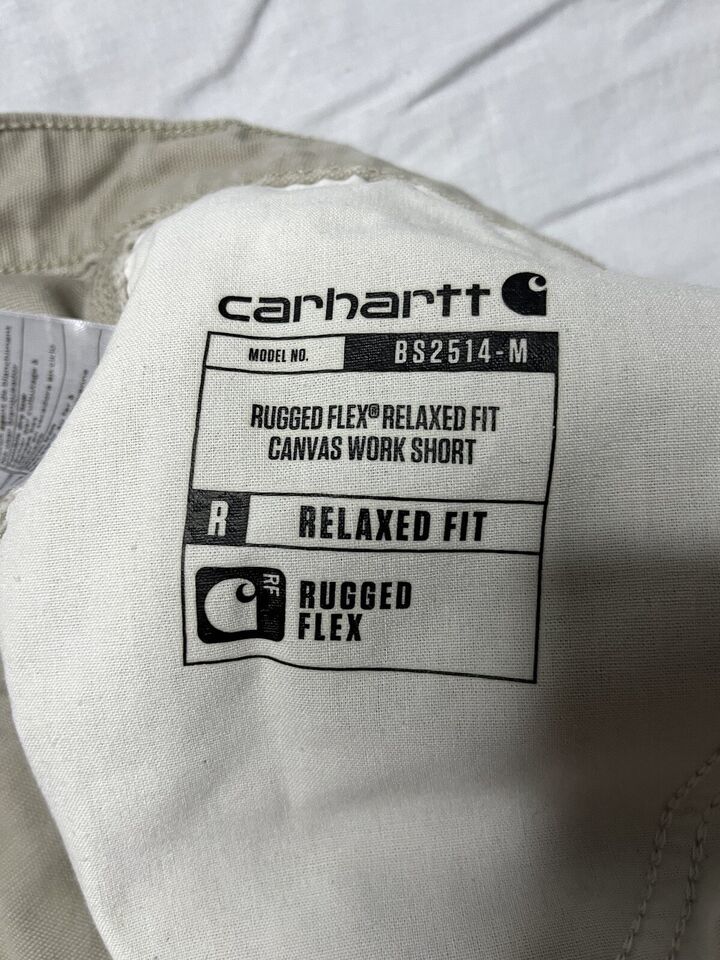 carhartt
MODEL NO. BS2514-M
RUGGED FLEX® RELAXED FIT
CANVAS WORK SHORT
R RELAXED FIT
RF
RUGGED
FLEX